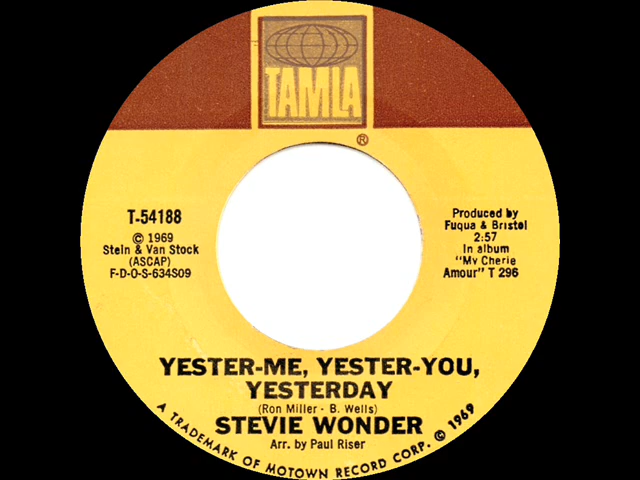 TAMLA
®
T-54188
© 1969
Stein & Van Stock
(ASCAP)
F-D-O-S-634S09
Produced by
Fuqua & Bristol
2:57
In album
"My Cherie
Amour" T 296
YESTER-ME, YESTER-YOU,
YESTERDAY
(Ron Miller - B. Wells)
STEVIE WONDER
Arr. by Paul Riser
A TRADEMARK OF MOTOWN RECORD CORP. © 1969